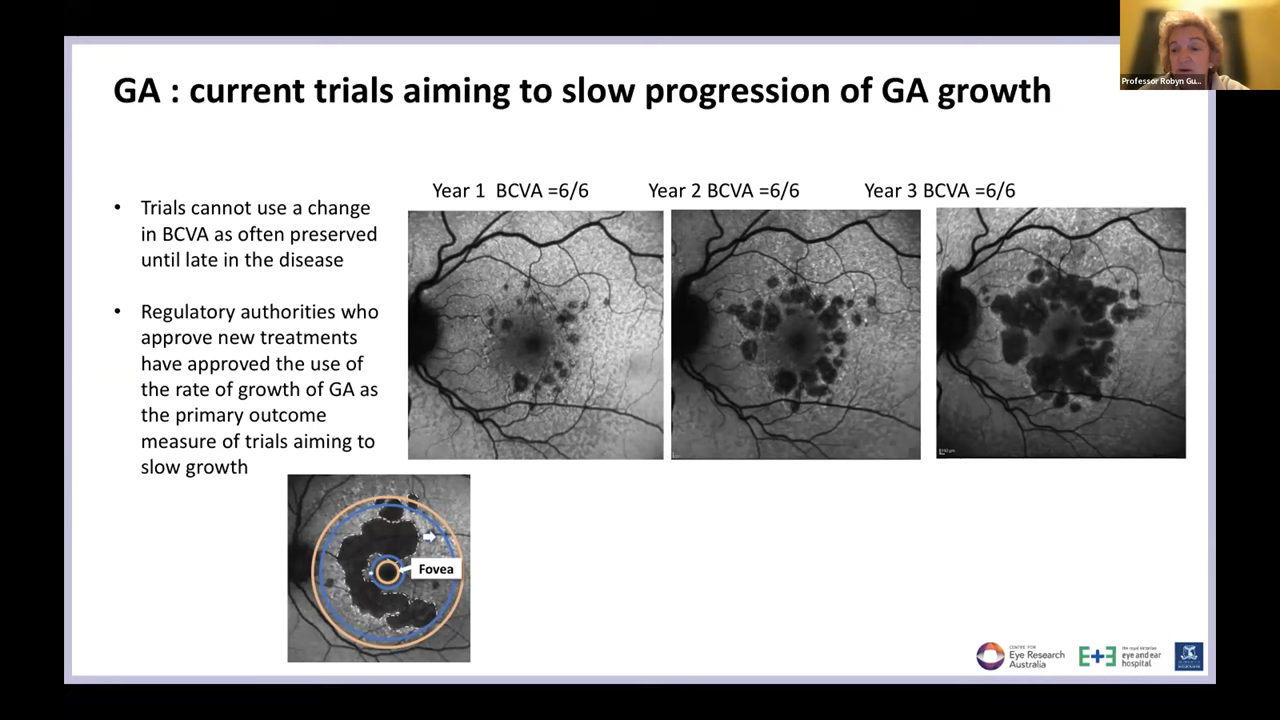 GA : current trials aiming to slow progression of GA growth
Professor Robyn Gu...
Year 1 BCVA =6/6
Year 2 BCVA =6/6
Year 3 BCVA =6/6
• Trials cannot use a change
in BCVA as often preserved
until late in the disease
• Regulatory authorities who
approve new treatments
have approved the use of
the rate of growth of GA as
the primary outcome
measure of trials aiming to
slow growth
Fovea
CENTRE FOR
Eye Research
Australia
eye and ear
hospital